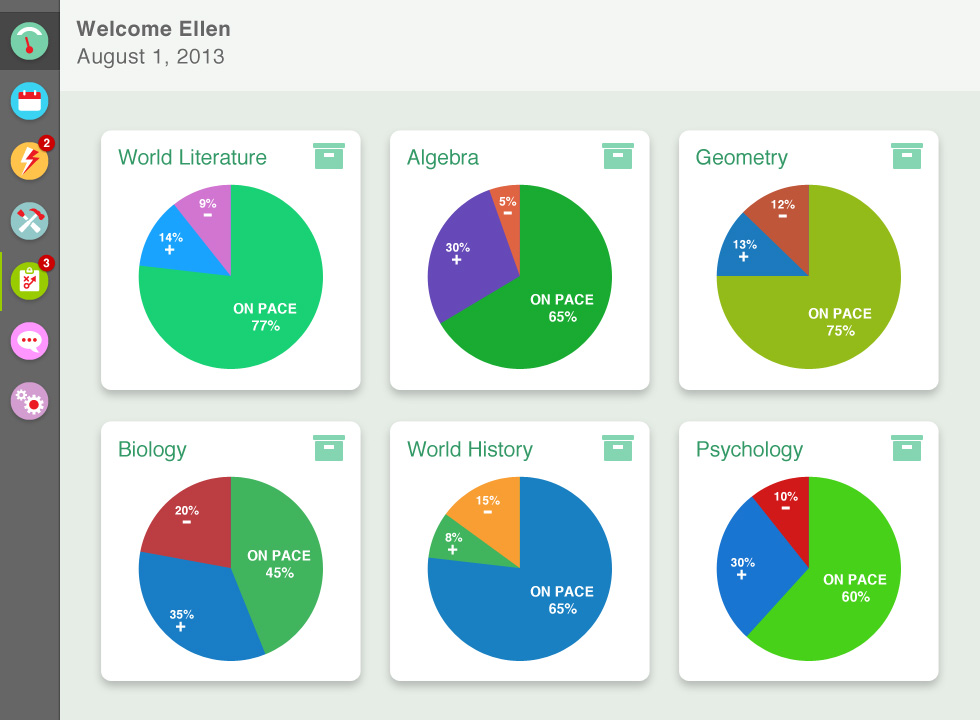 Welcome Ellen
August 1, 2013
2
3
World Literature
9%
-
14%
+
ON PACE
77%
Algebra
5%
-
30%
+
ON PACE
65%
Geometry
12%
-
13%
+
ON PACE
75%
Biology
20%
-
ON PACE
45%
35%
+
World History
15%
-
8%
+
ON PACE
65%
Psychology
10%
-
30%
+
ON PACE
60%